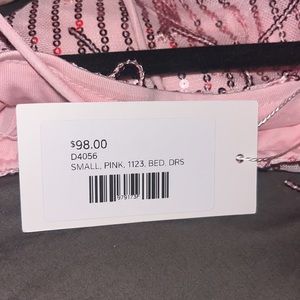 $98.00
D4056
SMALL, PINK, 1123, BED, DRS